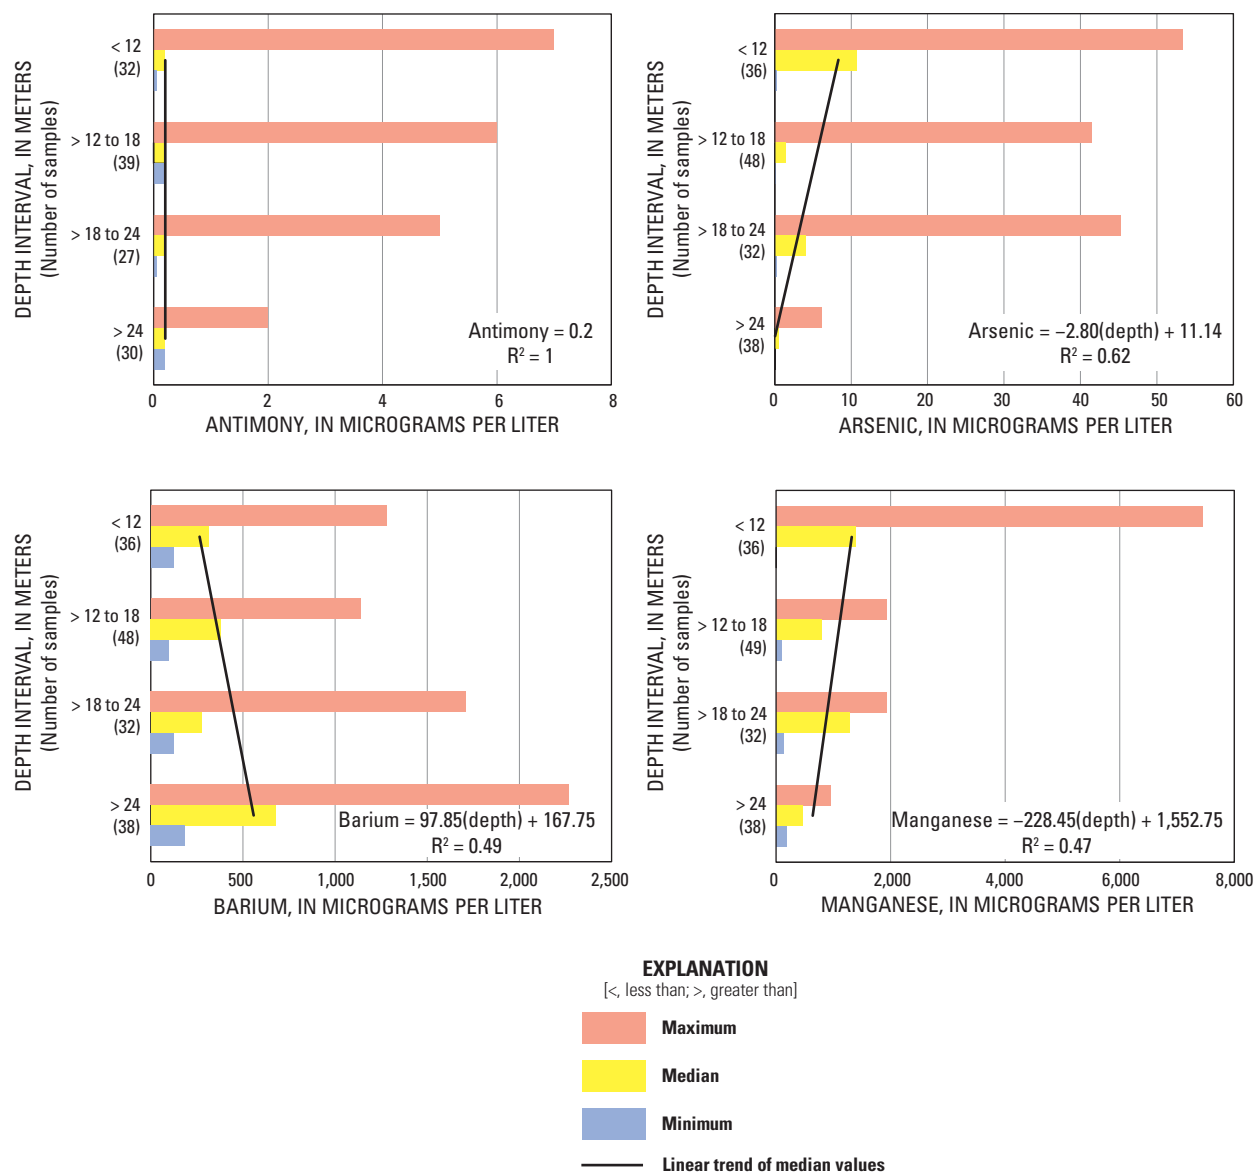 DEPTH INTERVAL, IN METERS
(Number of samples)
< 12
(32)
> 12 to 18
(39)
> 18 to 24
(27)
> 24
(30)
Antimony = 0.2
R² = 1
0 2 4 6 8
ANTIMONY, IN MICROGRAMS PER LITER
DEPTH INTERVAL, IN METERS
(Number of samples)
< 12
(36)
> 12 to 18
(48)
> 18 to 24
(32)
> 24
(38)
Arsenic = −2.80(depth) + 11.14
R² = 0.62
0 10 20 30 40 50 60
ARSENIC, IN MICROGRAMS PER LITER
DEPTH INTERVAL, IN METERS
(Number of samples)
< 12
(36)
> 12 to 18
(48)
> 18 to 24
(32)
> 24
(38)
Barium = 97.85(depth) + 167.75
R² = 0.49
0 500 1,000 1,500 2,000 2,500
BARIUM, IN MICROGRAMS PER LITER
DEPTH INTERVAL, IN METERS
(Number of samples)
< 12
(36)
> 12 to 18
(49)
> 18 to 24
(32)
> 24
(38)
Manganese = −228.45(depth) + 1,552.75
R² = 0.47
0 2,000 4,000 6,000 8,000
MANGANESE, IN MICROGRAMS PER LITER
EXPLANATION
[<, less than; >, greater than]
Maximum
Median
Minimum
Linear trend of median values